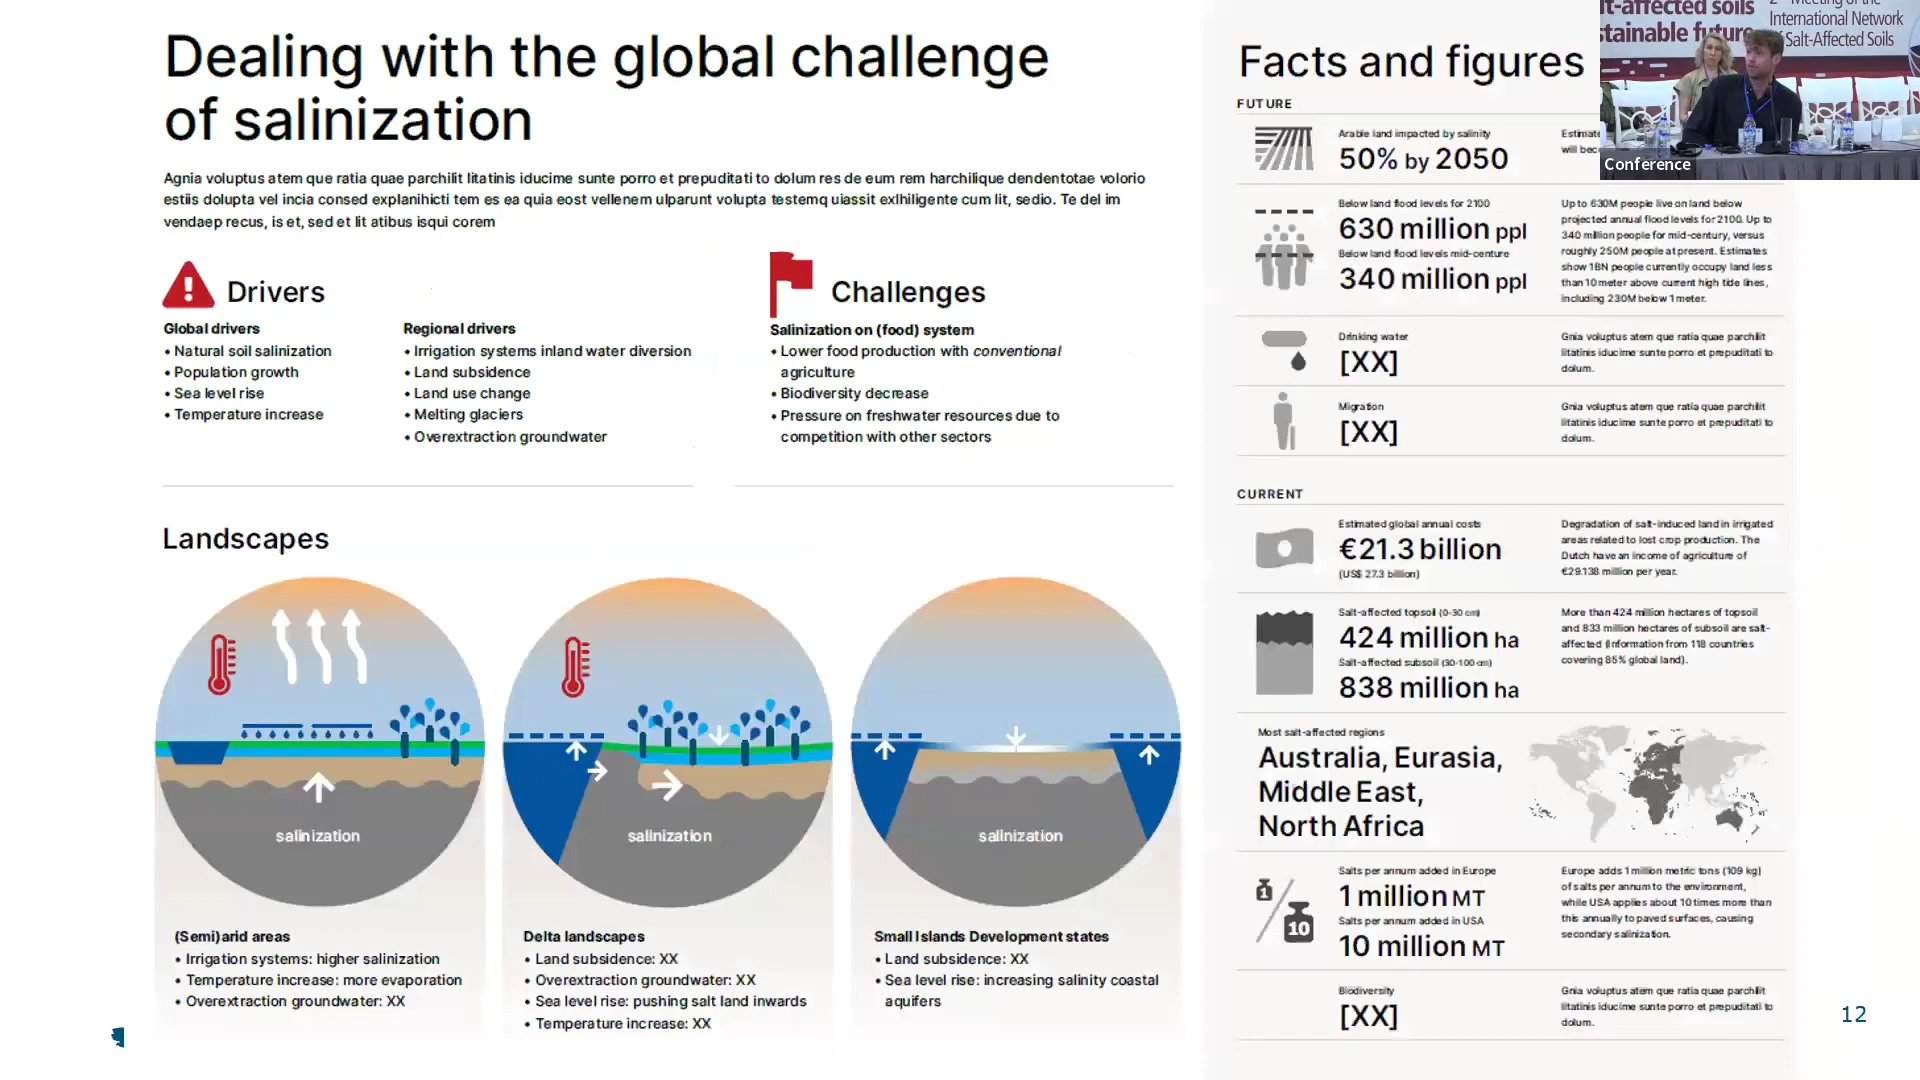 Dealing with the global challenge
of salinization
Agnia voluptus atem que ratia quae parchilit litatinis iducime sunte porro et prepuditati to dolum res de eum rem harchilique dendentotae volorio
estiis dolupta vel incia consed explanihicti tem es ea quia eost vellenem ulparunt volupta testemq uiassit exlhiligente cum lit, sedio. Te del im
vendaep recus, is et, sed et lit atibus isqui corem
Drivers
Global drivers
• Natural soil salinization
• Population growth
• Sea level rise
• Temperature increase
Regional drivers
• Irrigation systems inland water diversion
• Land subsidence
• Land use change
• Melting glaciers
• Overextraction groundwater
Challenges
Salinization on (food) system
• Lower food production with conventional
agriculture
• Biodiversity decrease
• Pressure on freshwater resources due to
competition with other sectors
Landscapes
salinization
(Semi)arid areas
• Irrigation systems: higher salinization
• Temperature increase: more evaporation
• Overextraction groundwater: XX
salinization
Delta landscapes
• Land subsidence: XX
• Overextraction groundwater: XX
• Sea level rise: pushing salt land inwards
• Temperature increase: XX
salinization
Small Islands Development states
• Land subsidence: XX
• Sea level rise: increasing salinity coastal
aquifers
Facts and figures
FUTURE
Arable land impacted by salinity
50% by 2050
will
Below land flood levels for 2100
630 million ppl
Below land flood levels mid-centure
340 million ppl
Up to 630M people live on land below
projected annual flood levels for 2100. Up to
340 million people for mid-century, versus
roughly 250M people at present. Estimates
show 1BN people currently occupy land less
than 10 meter above current high tide lines,
including 230M below 1 meter.
Drinking water
[XX]
Gnia voluptus atem que ratia quae parchilit
litatinis iducime sunte porro et prepuditati to
dolum.
Migration
[XX]
Gnia voluptus atem que ratia quae parchilit
litatinis iducime sunte porro et prepuditati to
dolum.
CURRENT
Estimated global annual costs
€21.3 billion
(US$ 27.3 billion)
Degradation of salt-induced land in irrigated
areas related to lost crop production. The
Dutch have an income of agriculture of
€29.138 million per year.
Salt-affected topsoil (0-30 cm)
424 million ha
Salt-affected subsoil (30-100 cm)
838 million ha
More than 424 million hectares of topsoil
and 833 million hectares of subsoil are salt-
affected (information from 118 countries
covering 85% global land).
Most salt-affected regions
Australia, Eurasia,
Middle East,
North Africa
1
10
Salts per annum added in Europe
1 million MT
Salts per annum added in USA
10 million MT
Europe adds 1 million metric tons (109 kg)
of salts per annum to the environment,
while USA applies about 10 times more than
this annually to paved surfaces, causing
secondary salinization.
Biodiversity
[XX]
Gnia voluptus atem que ratia quae parchilit
litatinis iducime sunte porro et prepuditati to
dolum.
12
lt-affected soils
Meeting of the
International Network
Salt-Affected Soils
Conference